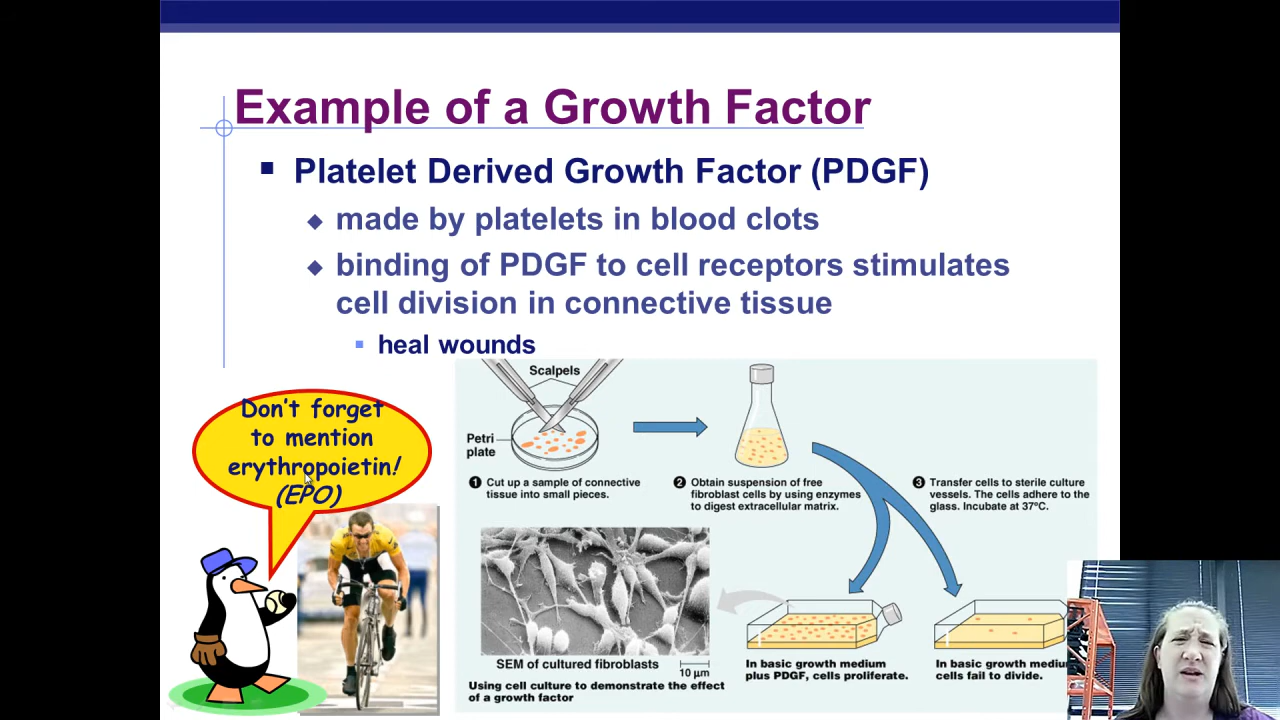 Example of a Growth Factor
Platelet Derived Growth Factor (PDGF)
made by platelets in blood clots
binding of PDGF to cell receptors stimulates
cell division in connective tissue
heal wounds
Don't forget
to mention
erythropoietin!
(EPO)
Scalpels
Petri
plate
1 Cut up a sample of connective
tissue into small pieces.
2 Obtain suspension of free
fibroblast cells by using enzymes
to digest extracellular matrix.
3 Transfer cells to sterile culture
vessels. The cells adhere to the
glass. Incubate at 37°C.
SEM of cultured fibroblasts
10 µm
Using cell culture to demonstrate the effect
of a growth factor
In basic growth medium
plus PDGF, cells proliferate.
In basic growth
cells fail to divide.